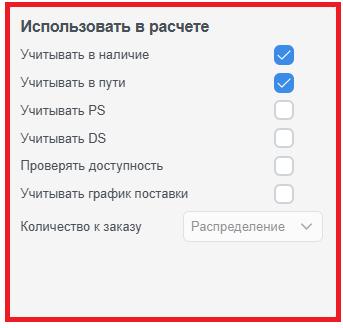 Использовать в расчете
Учитывать в наличие
Учитывать в пути
Учитывать PS
Учитывать DS
Проверять доступность
Учитывать график поставки
Количество к заказу Распределение